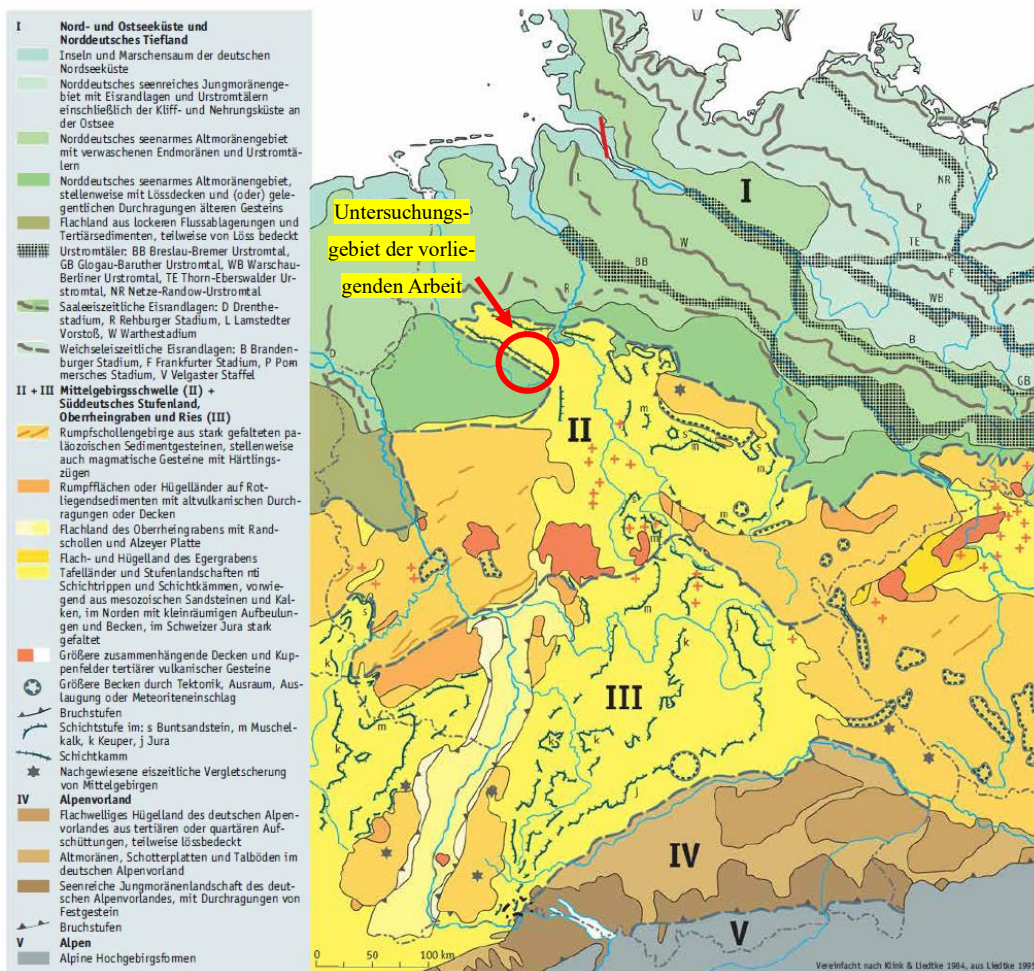 I Nord- und Ostseeküste und
Norddeutsches Tiefland
Inseln und Marschensaum der deutschen
Nordseeküste
Norddeutsches seenreiches Jungmoränenge-
biet mit Eisrandlagen und Urstromtälern
einschließlich der Kliff- und Nehrungsküste an
der Ostsee
Norddeutsches seenarmes Altmoränengebiet
mit verwaschenen Endmoränen und Urstromtä-
lern
Norddeutsches seenarmes Altmoränengebiet,
stellenweise mit Lössdecken und (oder) gele-
gentlichen Durchragungen älteren Gesteins
Flachland aus lockeren Flussablagerungen und
Tertiärsedimenten, teilweise von Löss bedeckt
Urstromtäler: BB Breslau-Bremer Urstromtal,
GB Glogau-Baruther Urstromtal, WB Warschau-
Berliner Urstromtal, TE Thorn-Eberswalder Ur-
stromtal, NR Netze-Randow-Urstromtal
Saaleeiszeitliche Eisrandlagen: D Drenthe-
stadium, R Rehburger Stadium, L Lamstedter
Vorstoß, W Warthestadium
Weichseleiszeitliche Eisrandlagen: B Branden-
burger Stadium, F Frankfurter Stadium, P Pom-
mersches Stadium, V Velgaster Staffel
II + III Mittelgebirgsschwelle (II) +
Süddeutsches Stufenland,
Oberrheingraben und Ries (III)
Rumpfschollengebirge aus stark gefalteten pa-
läozoischen Sedimentgesteinen, stellenweise
auch magmatische Gesteine mit Härtlings-
zügen
Rumpfflächen oder Hügelländer auf Rot-
liegendsedimenten mit altvulkanischen Durch-
ragungen oder Decken
Flachland des Oberrheingrabens mit Rand-
schollen und Alzeyer Platte
Flach- und Hügelland des Egergrabens
Tafelländer und Stufenlandschaften mti
Schichtrippen und Schichtkämmen, vorwie-
gend aus mesozoischen Sandsteinen und Kal-
ken, im Norden mit kleinräumigen Aufbeulun-
gen und Becken, im Schweizer Jura stark
gefaltet
Größere zusammenhängende Decken und Kup-
penfelder tertiärer vulkanischer Gesteine
Größere Becken durch Tektonik, Ausraum, Aus-
laugung oder Meteoriteneinschlag
Bruchstufen
Schichtstufe im: s Buntsandstein, m Muschel-
kalk, k Keuper, j Jura
Schichtkamm
Nachgewiesene eiszeitliche Vergletscherung
von Mittelgebirgen
IV Alpenvorland
Flachwelliges Hügelland des deutschen Alpen-
vorlandes aus tertiären oder quartären Auf-
schüttungen, teilweise lössbedeckt
Altmoränen, Schotterplatten und Talböden im
deutschen Alpenvorland
Seenreiche Jungmoränenlandschaft des deut-
schen Alpenvorlandes, mit Durchragungen von
Festgestein
Bruchstufen
V Alpen
Alpine Hochgebirgsformen
Untersuchungs-
gebiet der vorlie-
genden Arbeit
I
II
III
IV
V
V
L
W
BB
R
D
D
NR
P
TE
F
WB
B
GB
m
s
m
s
m
s
m
m
m
m
s
k
k
k
k
j
k
k
k
j
0 50 100 km
Vereinfacht nach Klink & Liedtke 1984, aus Liedtke 1995